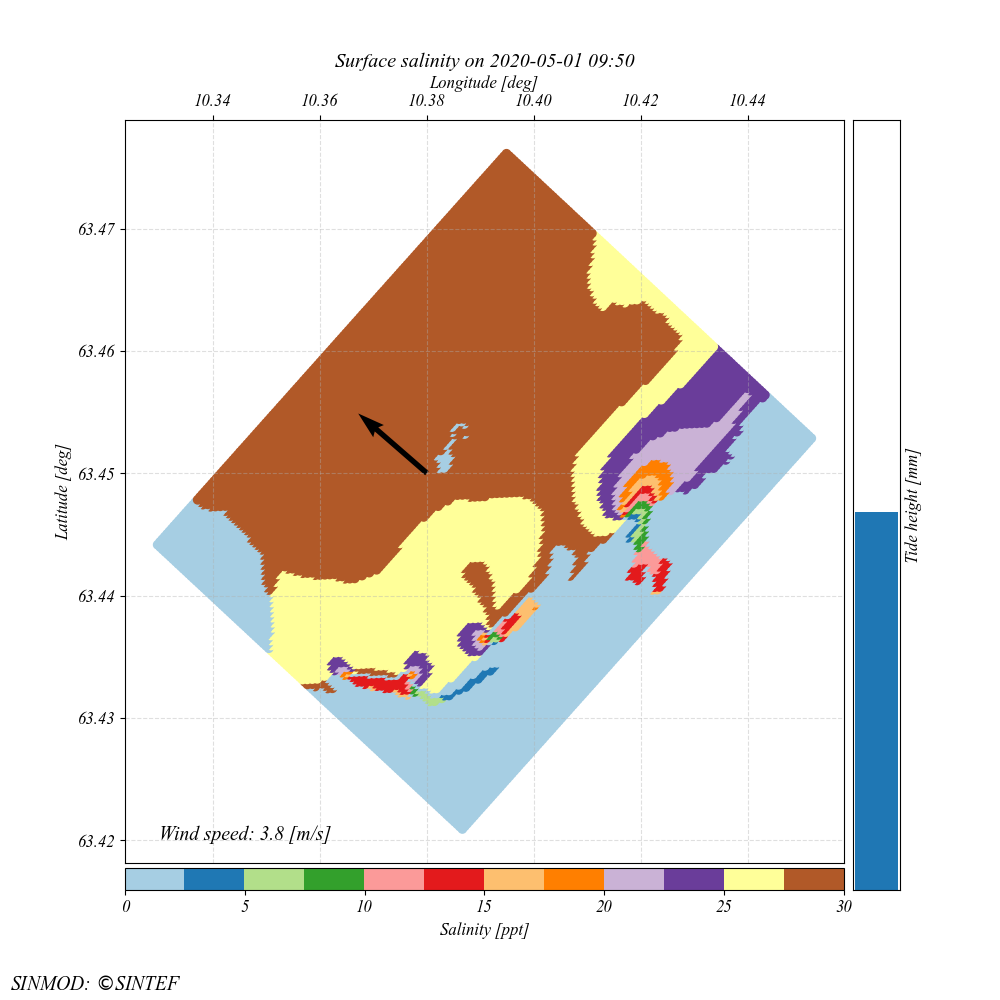 Surface salinity on 2020-05-01 09:50
Longitude [deg]
10.34 10.36 10.38 10.40 10.42 10.44
63.47
63.46
63.45
63.44
63.43
63.42
Latitude [deg]
Tide height [mm]
Wind speed: 3.8 [m/s]
0 5 10 15 20 25 30
Salinity [ppt]
SINMOD: ©SINTEF